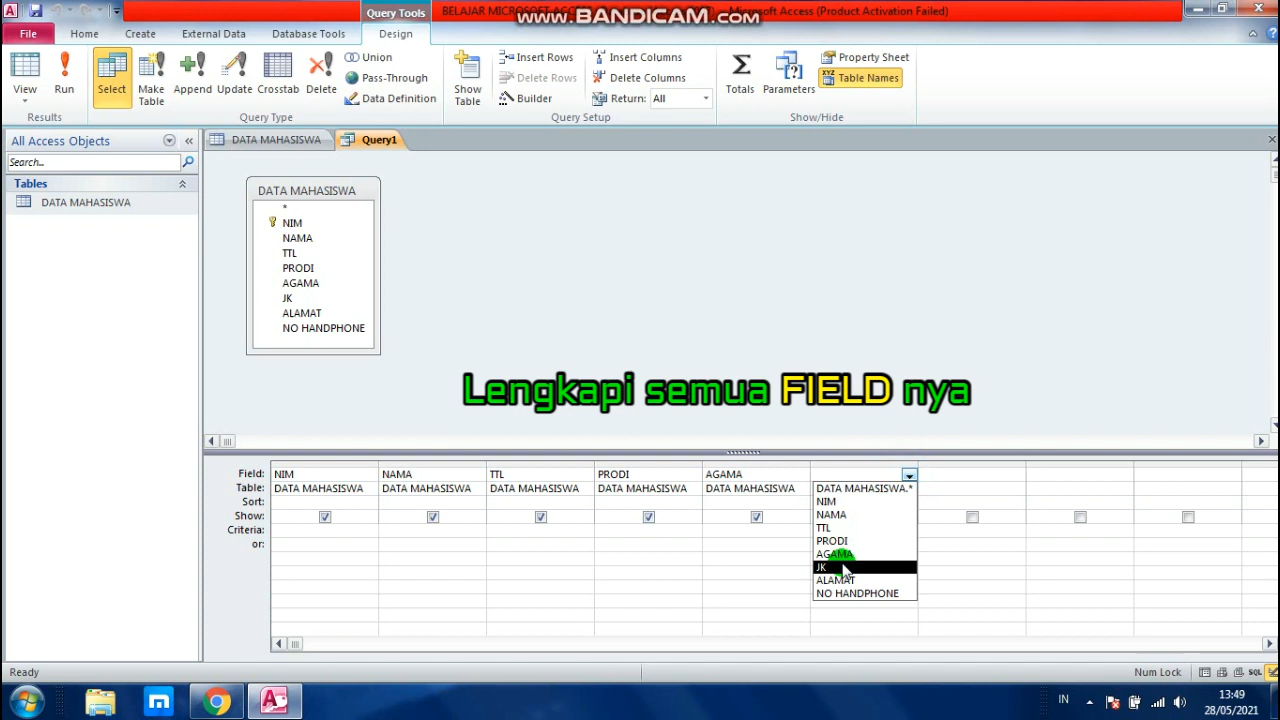 Query Tools
BELAJAR MICROSOFT ACC
www.BANDICAM.com
Microsoft Access (Product Activation Failed)
File
Home
Create
External Data
Database Tools
Design
View
Run
Results
Select
Make Table
Append
Update
Crosstab
Delete
Union
Pass-Through
Data Definition
Query Type
Show Table
Insert Rows
Delete Rows
Builder
Insert Columns
Delete Columns
Return: All
Query Setup
Totals
Parameters
Property Sheet
Table Names
Show/Hide
All Access Objects
Search...
Tables
DATA MAHASISWA
DATA MAHASISWA
Query1
DATA MAHASISWA
*
NIM
NAMA
TTL
PRODI
AGAMA
JK
ALAMAT
NO HANDPHONE
Lengkapi semua FIELD nya
Field: NIM NAMA TTL PRODI AGAMA
Table: DATA MAHASISWA DATA MAHASISWA DATA MAHASISWA DATA MAHASISWA DATA MAHASISWA
Sort:
Show:
Criteria:
or:
DATA MAHASISWA.*
NIM
NAMA
TTL
PRODI
AGAMA
JK
ALAMAT
NO HANDPHONE
Ready
Num Lock
SQL
IN
13:49
28/05/2021